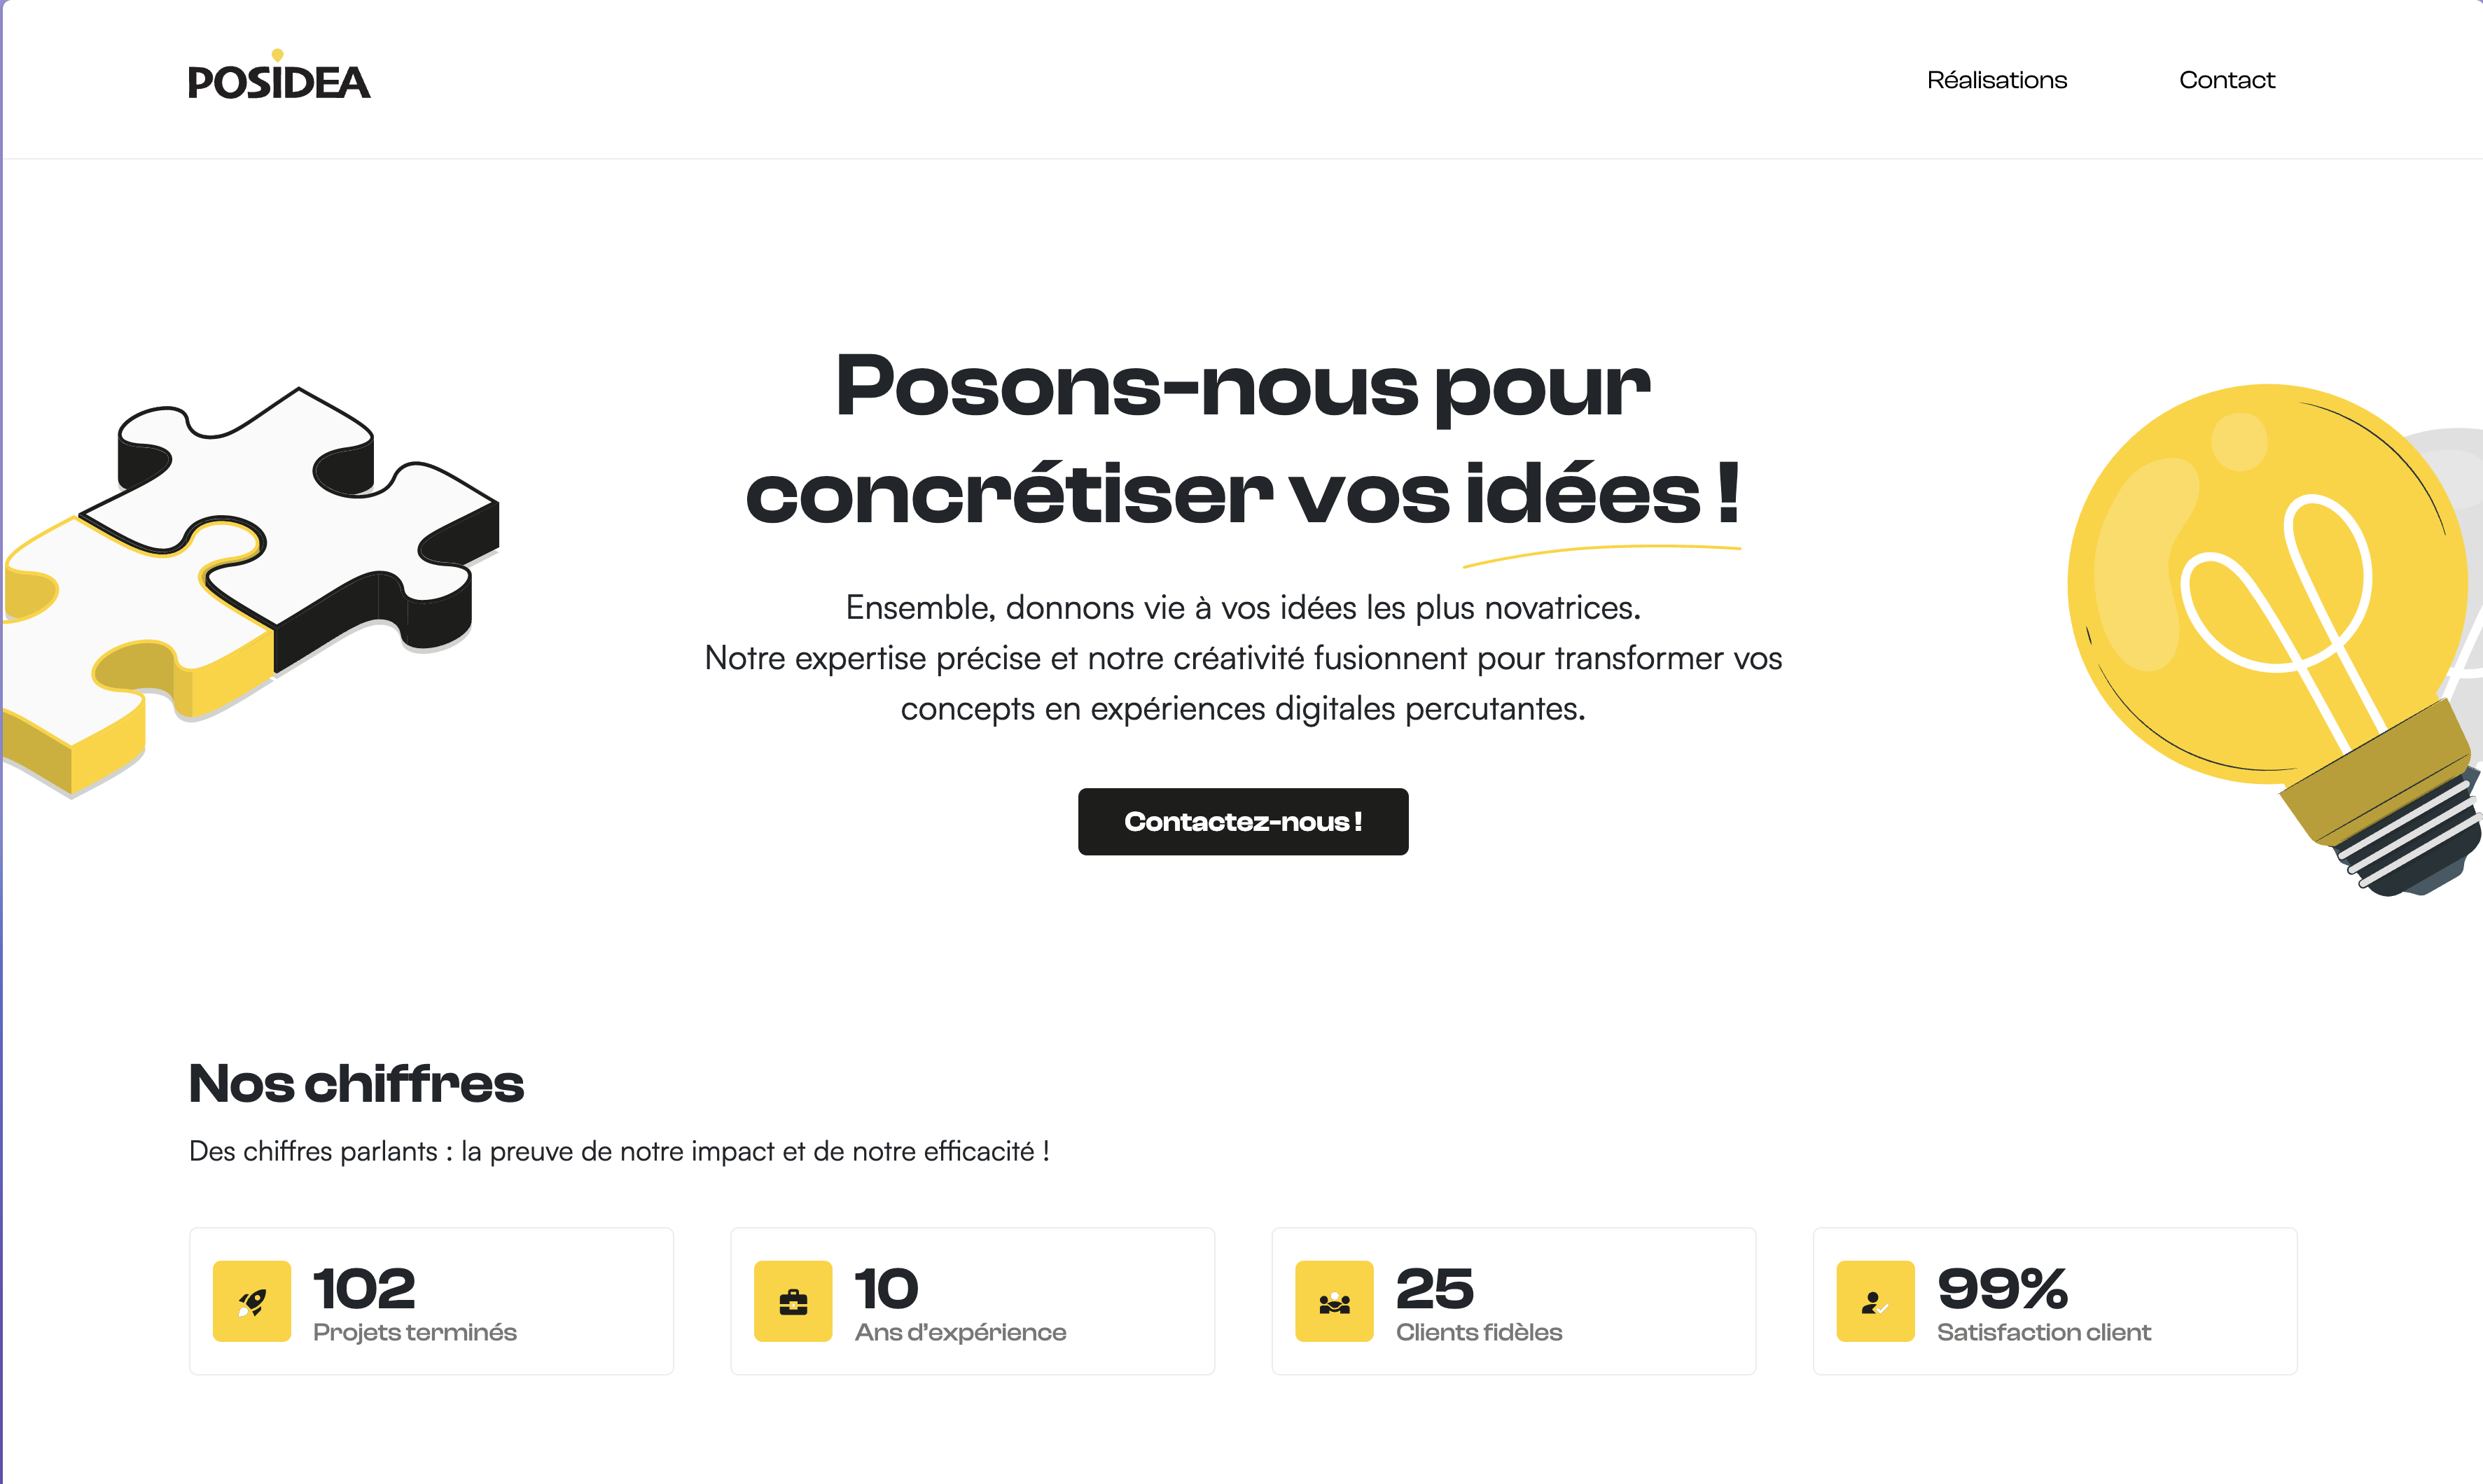 POSIDEA
Réalisations
Contact
Posons-nous pour
concrétiser vos idées !
Ensemble, donnons vie à vos idées les plus novatrices.
Notre expertise précise et notre créativité fusionnent pour transformer vos
concepts en expériences digitales percutantes.
Contactez-nous !
Nos chiffres
Des chiffres parlants : la preuve de notre impact et de notre efficacité !
102
Projets terminés
10
Ans d'expérience
25
Clients fidèles
99%
Satisfaction client